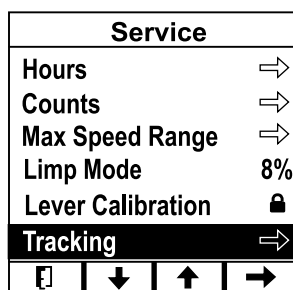 Service
Hours
Counts
Max Speed Range
Limp Mode 8%
Lever Calibration
Tracking